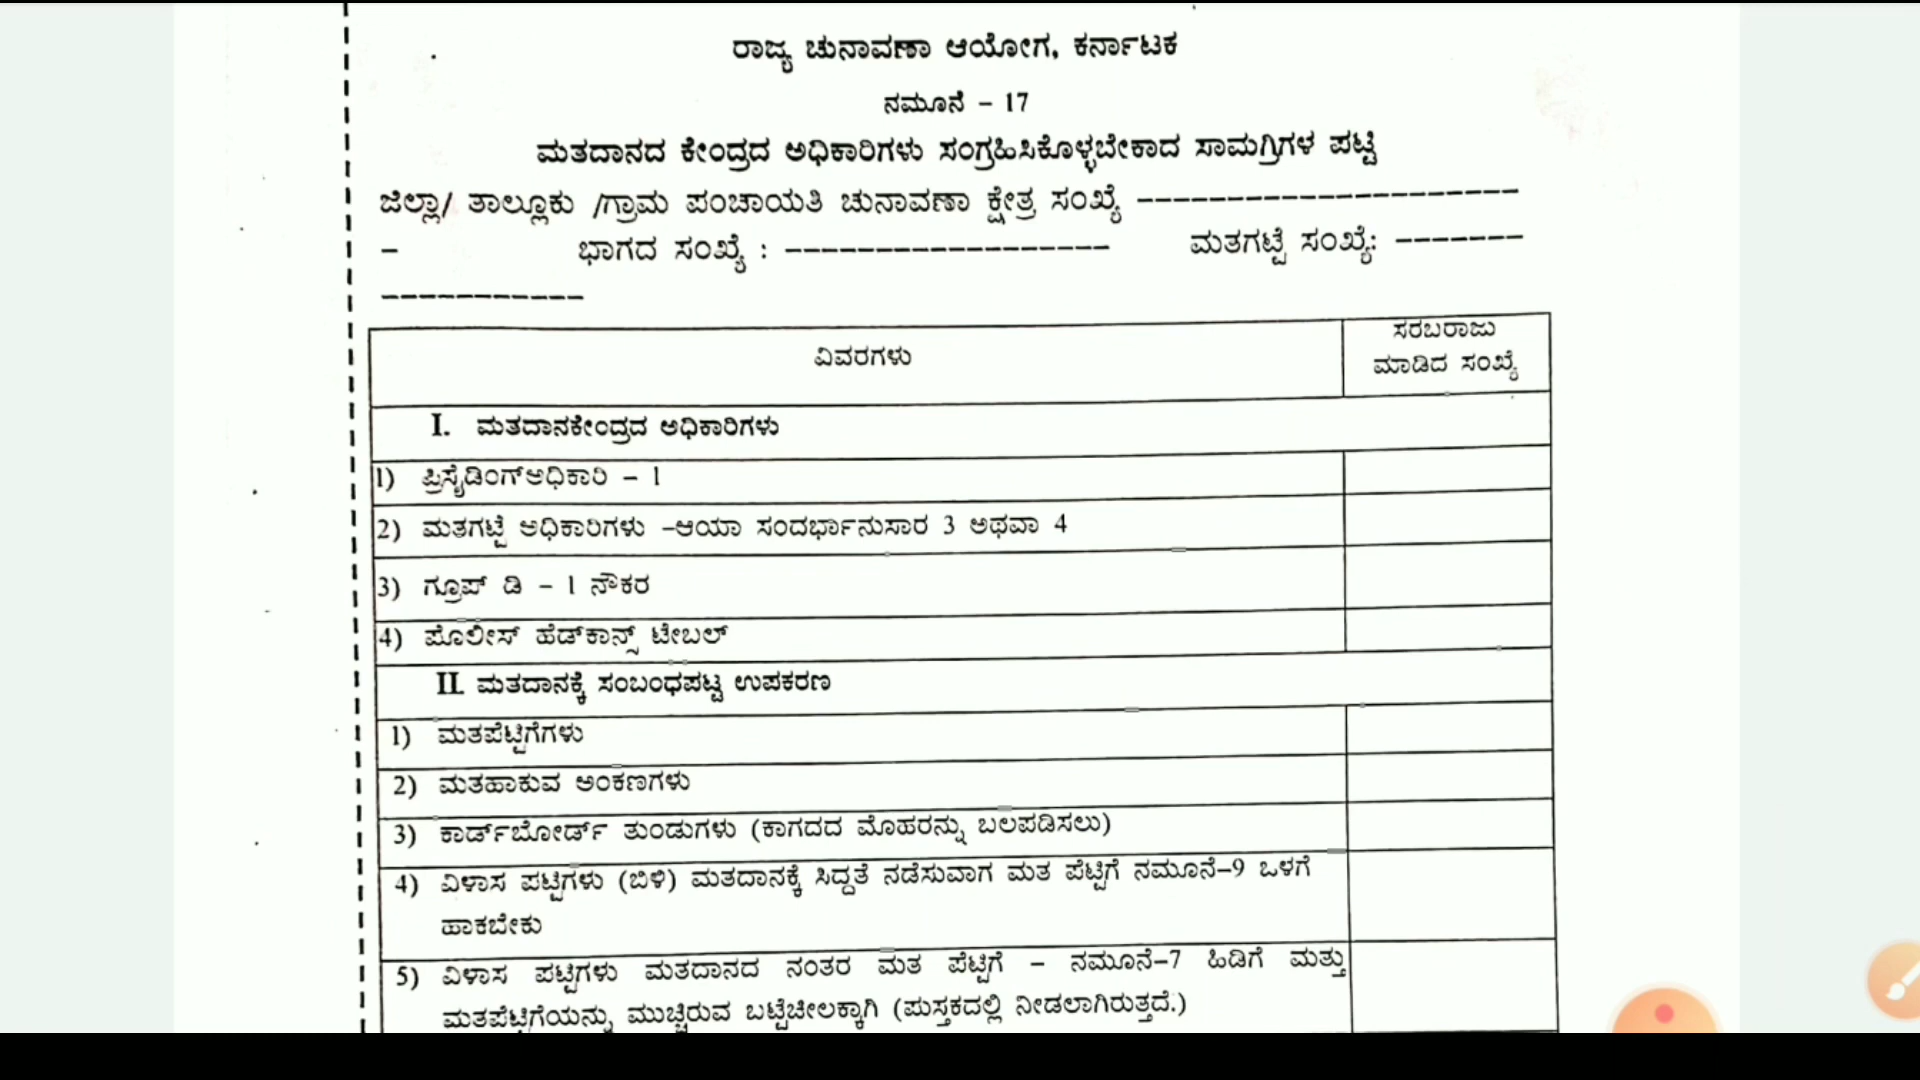 ರಾಜ್ಯ ಚುನಾವಣಾ ಆಯೋಗ, ಕರ್ನಾಟಕ
ನಮೂನೆ – 17
ಮತದಾನದ ಕೇಂದ್ರದ ಅಧಿಕಾರಿಗಳು ಸಂಗ್ರಹಿಸಿಕೊಳ್ಳಬೇಕಾದ ಸಾಮಗ್ರಿಗಳ ಪಟ್ಟಿ
ಜಿಲ್ಲಾ/ ತಾಲ್ಲೂಕು /ಗ್ರಾಮ ಪಂಚಾಯತಿ ಚುನಾವಣಾ ಕ್ಷೇತ್ರ ಸಂಖ್ಯೆ ---------------------
– ಭಾಗದ ಸಂಖ್ಯೆ : ------------------ ಮತಗಟ್ಟೆ ಸಂಖ್ಯೆ: -------
-----------
ವಿವರಗಳು
ಸರಬರಾಜು
ಮಾಡಿದ ಸಂಖ್ಯೆ
I. ಮತದಾನಕೇಂದ್ರದ ಅಧಿಕಾರಿಗಳು
1) ಪ್ರಿಸೈಡಿಂಗ್ಅಧಿಕಾರಿ – 1
2) ಮತಗಟ್ಟೆ ಅಧಿಕಾರಿಗಳು –ಆಯಾ ಸಂದರ್ಭಾನುಸಾರ 3 ಅಥವಾ 4
3) ಗ್ರೂಪ್ ಡಿ – 1 ನೌಕರ
4) ಪೊಲೀಸ್ ಹೆಡ್‌ಕಾನ್ಸ್ ಟೇಬಲ್
II. ಮತದಾನಕ್ಕೆ ಸಂಬಂಧಪಟ್ಟ ಉಪಕರಣ
1) ಮತಪೆಟ್ಟಿಗೆಗಳು
2) ಮತಹಾಕುವ ಅಂಕಣಗಳು
3) ಕಾರ್ಡ್‌ಬೋರ್ಡ್ ತುಂಡುಗಳು (ಕಾಗದದ ಮೊಹರನ್ನು ಬಲಪಡಿಸಲು)
4) ವಿಳಾಸ ಪಟ್ಟಿಗಳು (ಬಿಳಿ) ಮತದಾನಕ್ಕೆ ಸಿದ್ದತೆ ನಡೆಸುವಾಗ ಮತ ಪೆಟ್ಟಿಗೆ ನಮೂನೆ–9 ಒಳಗೆ
ಹಾಕಬೇಕು
5) ವಿಳಾಸ ಪಟ್ಟಿಗಳು ಮತದಾನದ ನಂತರ ಮತ ಪೆಟ್ಟಿಗೆ – ನಮೂನೆ–7 ಹಿಡಿಗೆ ಮತ್ತು
ಮತಪೆಟ್ಟಿಗೆಯನ್ನು ಮುಚ್ಚಿರುವ ಬಟ್ಟೆಚೀಲಕ್ಕಾಗಿ (ಪುಸ್ತಕದಲ್ಲಿ ನೀಡಲಾಗಿರುತ್ತದೆ.)